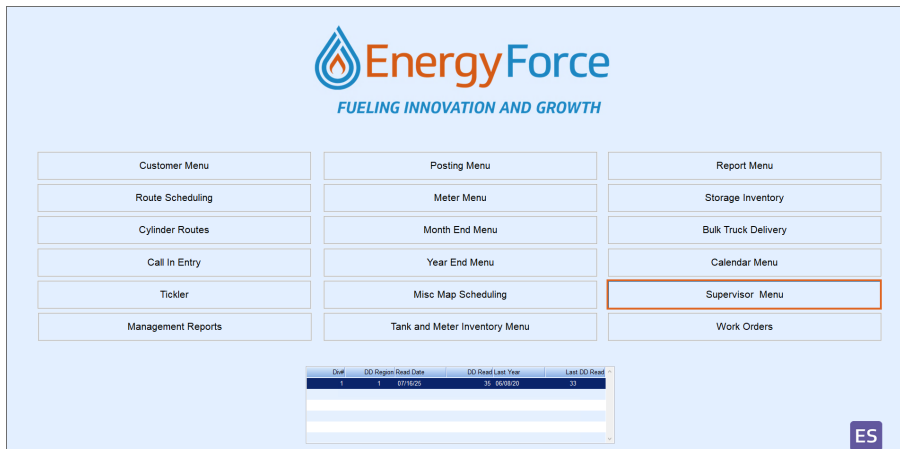 EnergyForce
FUELING INNOVATION AND GROWTH
Customer Menu Posting Menu Report Menu
Route Scheduling Meter Menu Storage Inventory
Cylinder Routes Month End Menu Bulk Truck Delivery
Call In Entry Year End Menu Calendar Menu
Tickler Misc Map Scheduling Supervisor Menu
Management Reports Tank and Meter Inventory Menu Work Orders
Div# DD Region Read Date DD Read Last Year Last DD Read
1 1 07/16/25 35 06/08/20 33
ES